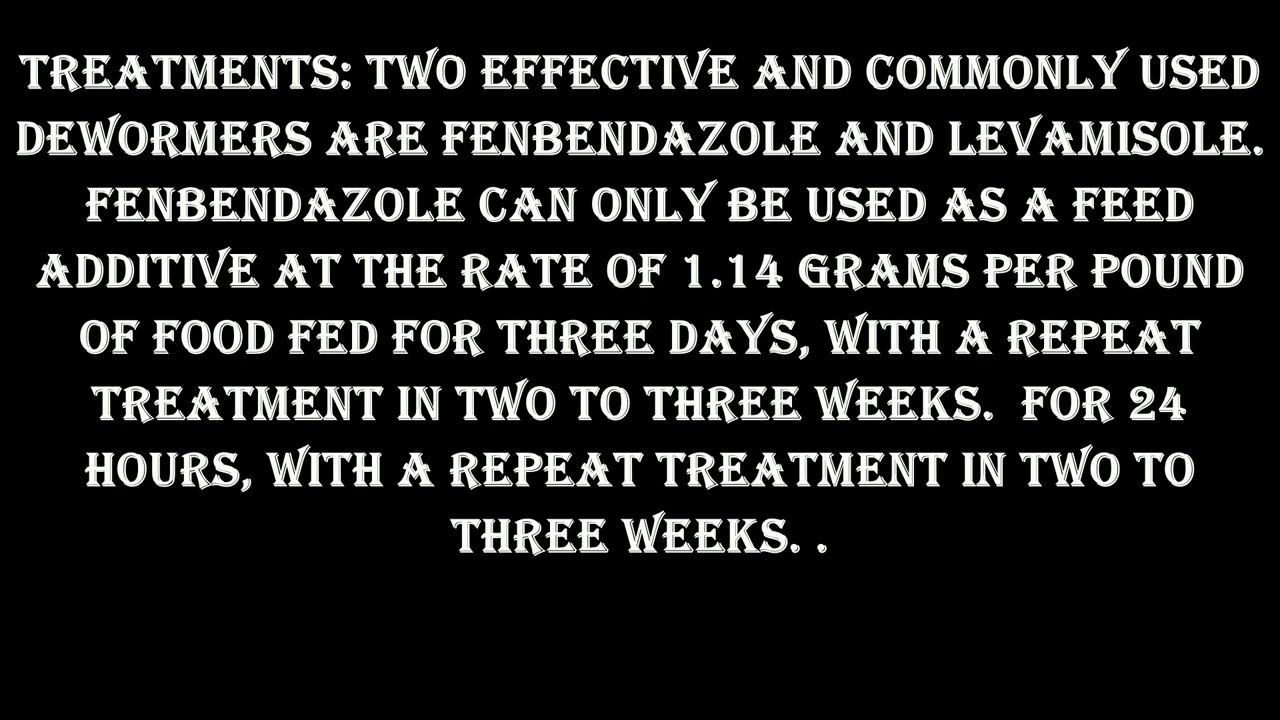 TREATMENTS: TWO EFFECTIVE AND COMMONLY USED
DEWORMERS ARE FENBENDAZOLE AND LEVAMISOLE.
FENBENDAZOLE CAN ONLY BE USED AS A FEED
ADDITIVE AT THE RATE OF 1.14 GRAMS PER POUND
OF FOOD FED FOR THREE DAYS, WITH A REPEAT
TREATMENT IN TWO TO THREE WEEKS.  FOR 24
HOURS, WITH A REPEAT TREATMENT IN TWO TO
THREE WEEKS. .